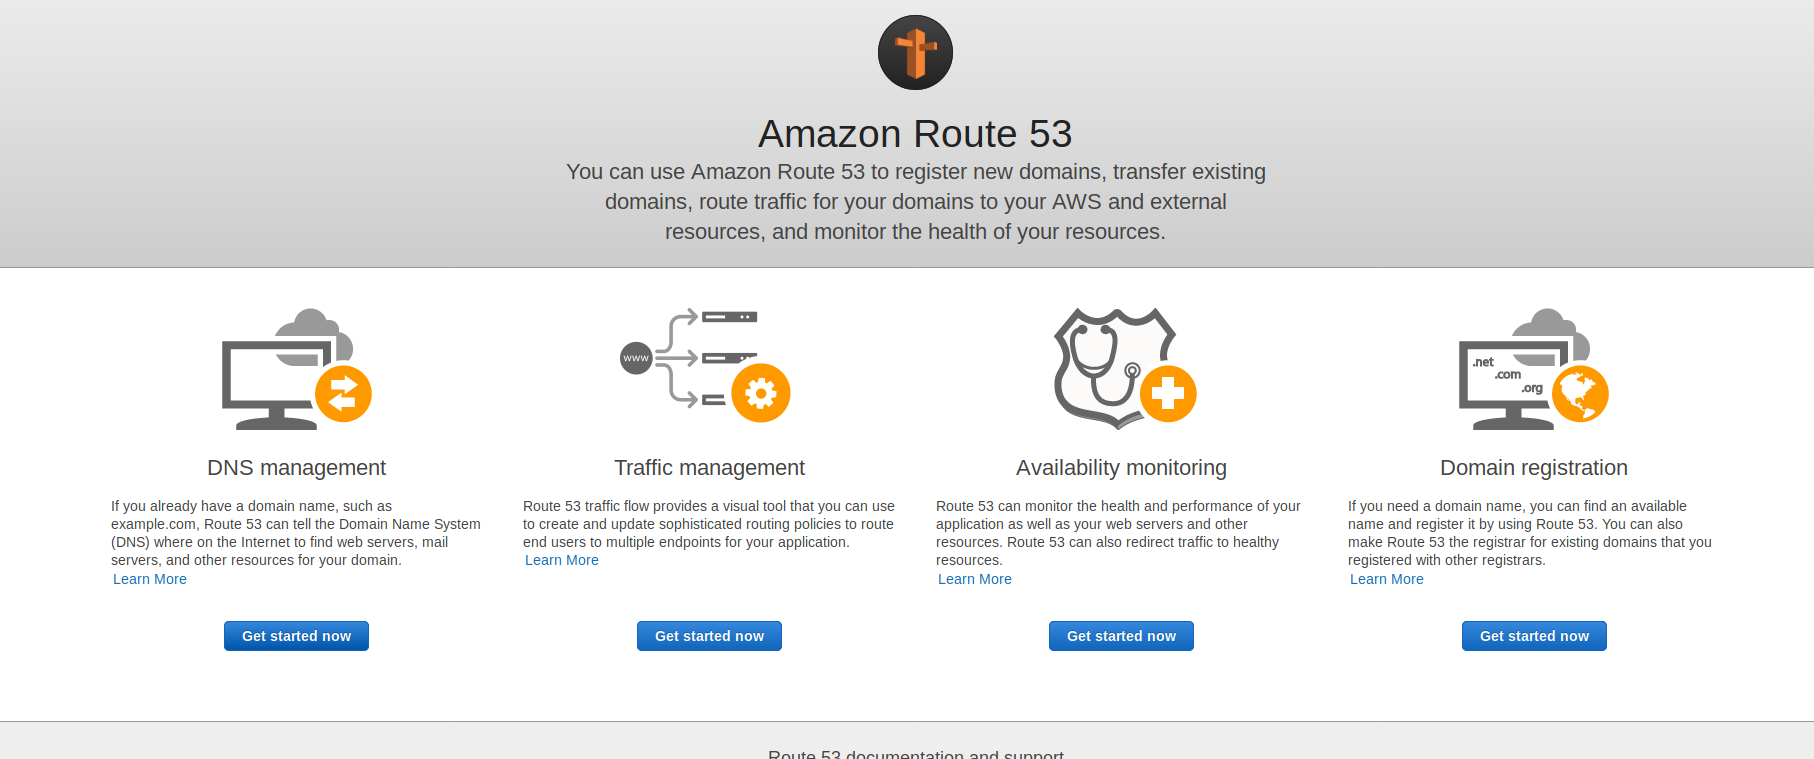 Amazon Route 53
You can use Amazon Route 53 to register new domains, transfer existing
domains, route traffic for your domains to your AWS and external
resources, and monitor the health of your resources.
www
.net
.com
.org
DNS management
If you already have a domain name, such as
example.com, Route 53 can tell the Domain Name System
(DNS) where on the Internet to find web servers, mail
servers, and other resources for your domain.
Learn More
Get started now
Traffic management
Route 53 traffic flow provides a visual tool that you can use
to create and update sophisticated routing policies to route
end users to multiple endpoints for your application.
Learn More
Get started now
Availability monitoring
Route 53 can monitor the health and performance of your
application as well as your web servers and other
resources. Route 53 can also redirect traffic to healthy
resources.
Learn More
Get started now
Domain registration
If you need a domain name, you can find an available
name and register it by using Route 53. You can also
make Route 53 the registrar for existing domains that you
registered with other registrars.
Learn More
Get started now
Route 53 documentation and support